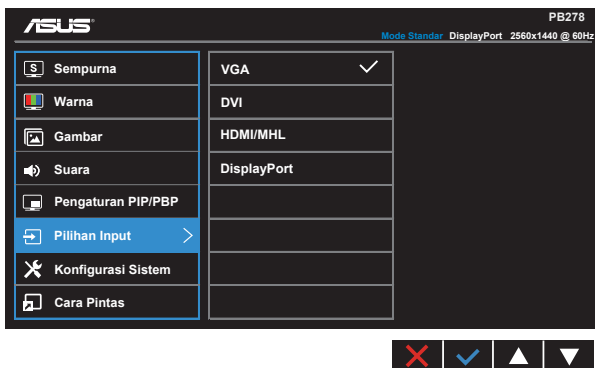 ASUS
PB278
Mode Standar DisplayPort 2560x1440 @ 60Hz
S Sempurna
Warna
Gambar
Suara
Pengaturan PIP/PBP
Pilihan Input
Konfigurasi Sistem
Cara Pintas
VGA
DVI
HDMI/MHL
DisplayPort